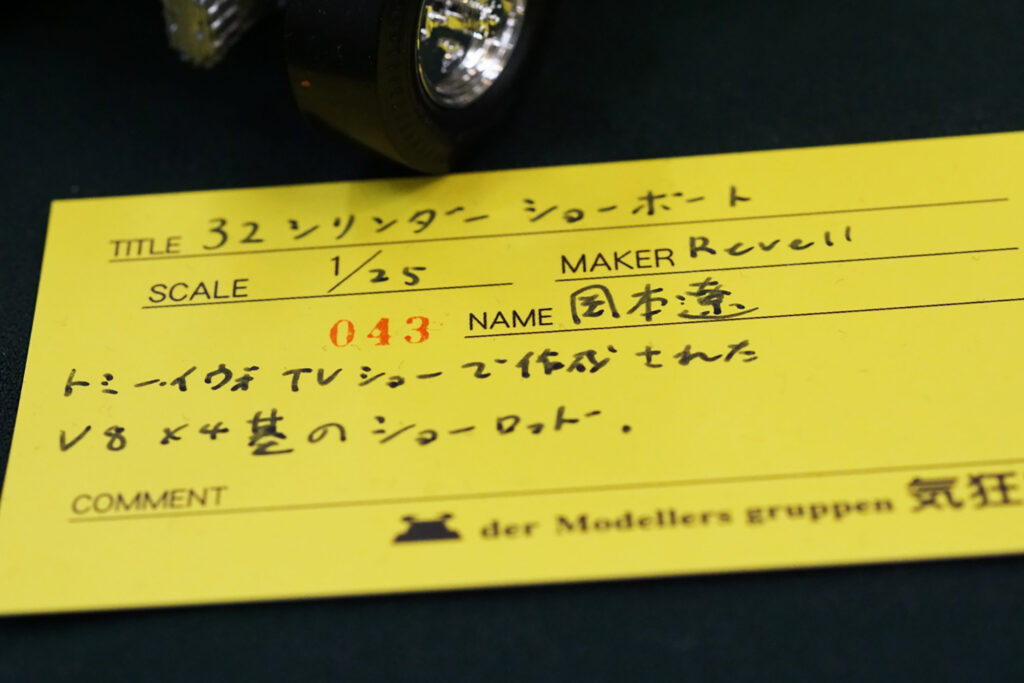 TITLE 32シリンダー ショーボート
SCALE 1/25 MAKER Revell
043 NAME 岡本遼
トミー・イヴォ TVショーで作成された
V8×4基のショーロッド.
COMMENT
der Modellers gruppen 気狂